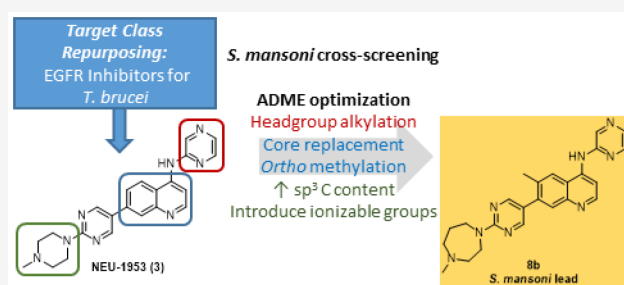 Target Class
Repurposing:
EGFR Inhibitors for
T. brucei
S. mansoni cross-screening
ADME optimization
Headgroup alkylation
Core replacement
Ortho methylation
↑ sp³ C content
Introduce ionizable groups
N
N
HN
N
N
N
N
N
NEU-1953 (3)
N
N
HN
N
N
N
N
N
8b
S. mansoni lead